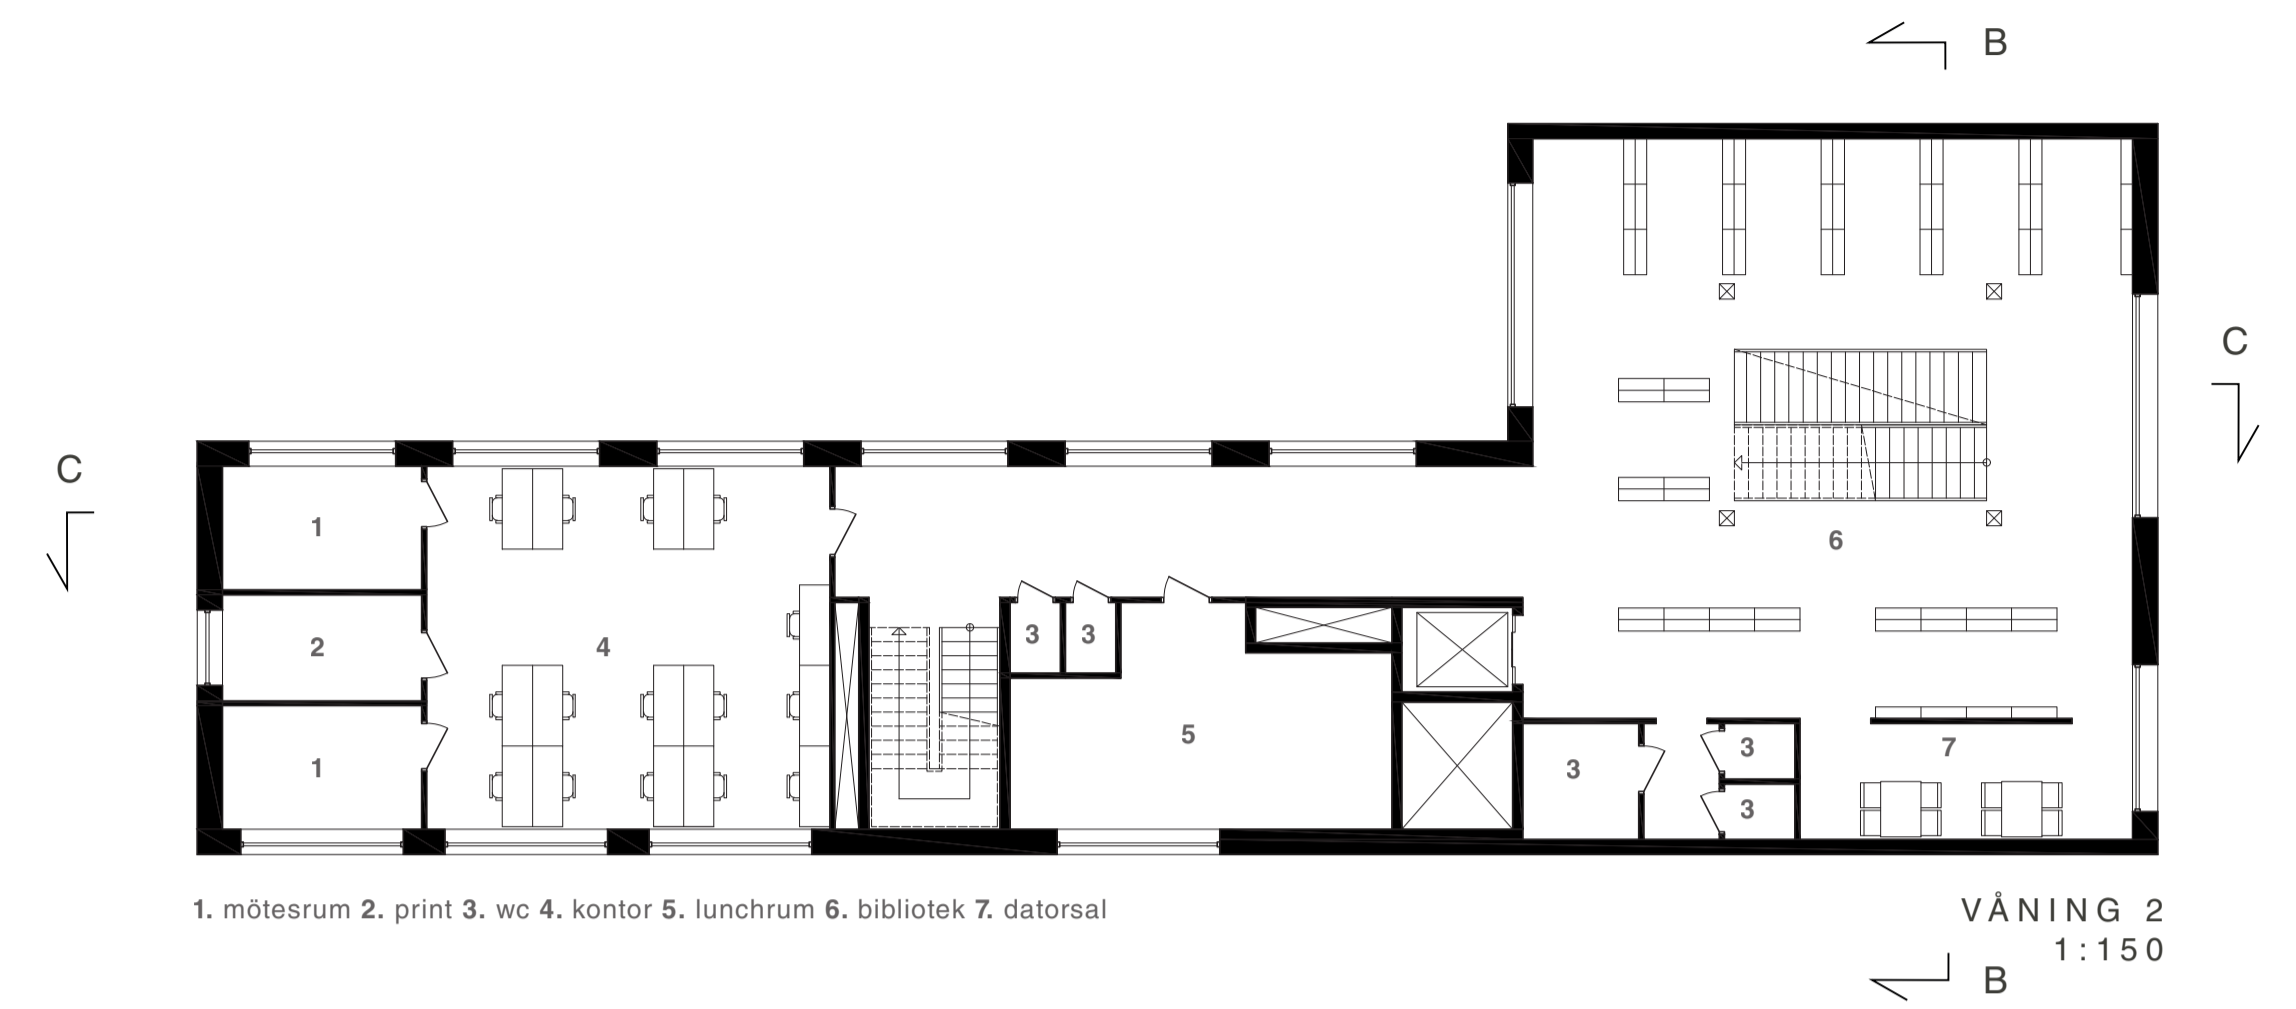 B
C
C
1
6
3 3
2
4
5
3
7
1
3
3
1. mötesrum 2. print 3. wc 4. kontor 5. lunchrum 6. bibliotek 7. datorsal
VÅNING 2
1:150
B